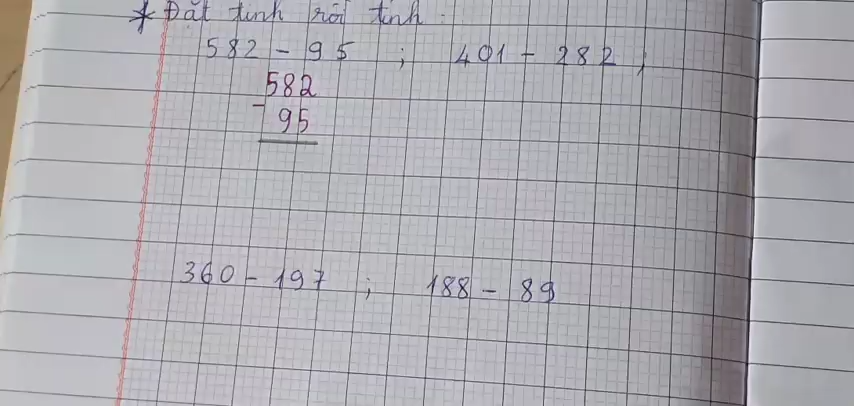 * Đặt tính rồi tính.
582 - 95 ; 401 - 282 ;
582
-
95
360 - 197 ; 188 - 89